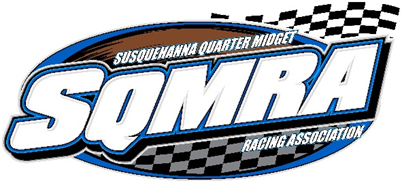 SUSQUEHANNA QUARTER MIDGET
SQMRA
RACING ASSOCIATION